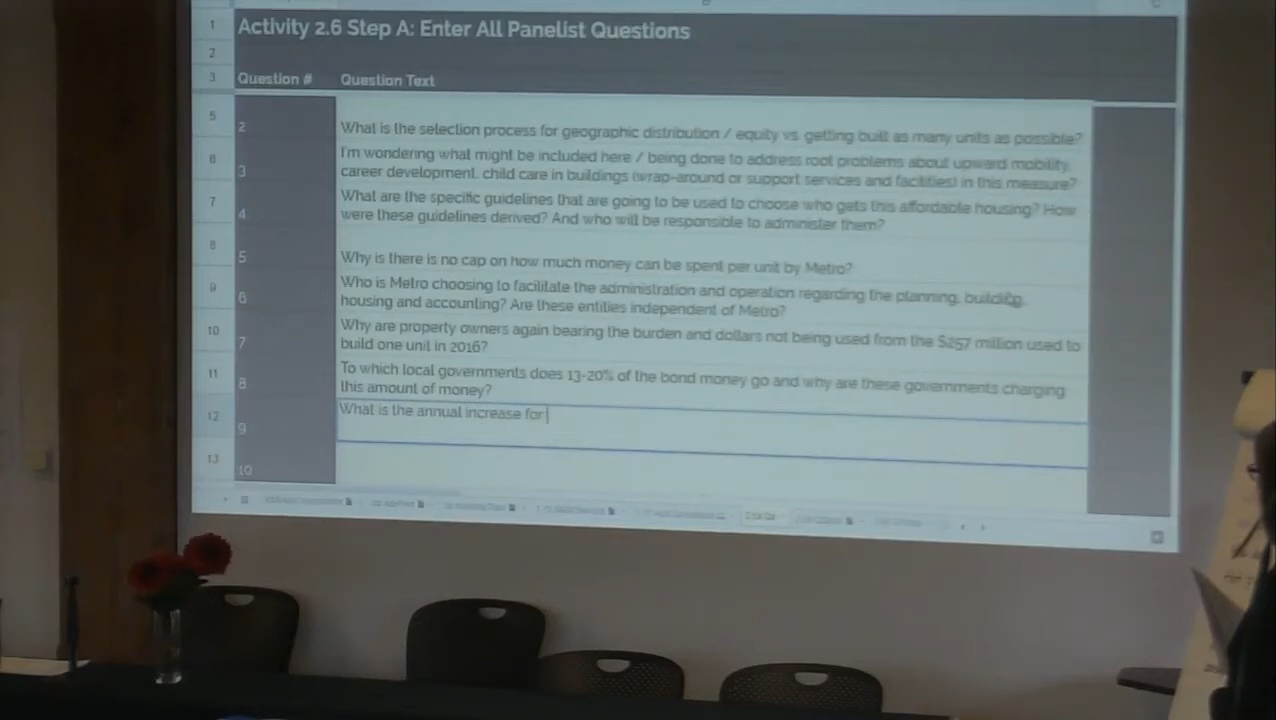 1 Activity 2.6 Step A: Enter All Panelist Questions
2
3 Question # Question Text
5 2 What is the selection process for geographic distribution / equity vs. getting built as many units as possible?
6 3 I'm wondering what might be included here / being done to address root problems about upward mobility,
career development, child care in buildings (wrap-around or support services and facilities) in this measure?
7 4 What are the specific guidelines that are going to be used to choose who gets this affordable housing? How
were these guidelines derived? And who will be responsible to administer them?
8 5 Why is there is no cap on how much money can be spent per unit by Metro?
9 6 Who is Metro choosing to facilitate the administration and operation regarding the planning, building,
housing and accounting? Are these entities independent of Metro?
10 7 Why are property owners again bearing the burden and dollars not being used from the $257 million used to
build one unit in 2016?
11 8 To which local governments does 13-20% of the bond money go and why are these governments charging
this amount of money?
12 9 What is the annual increase for
13 10